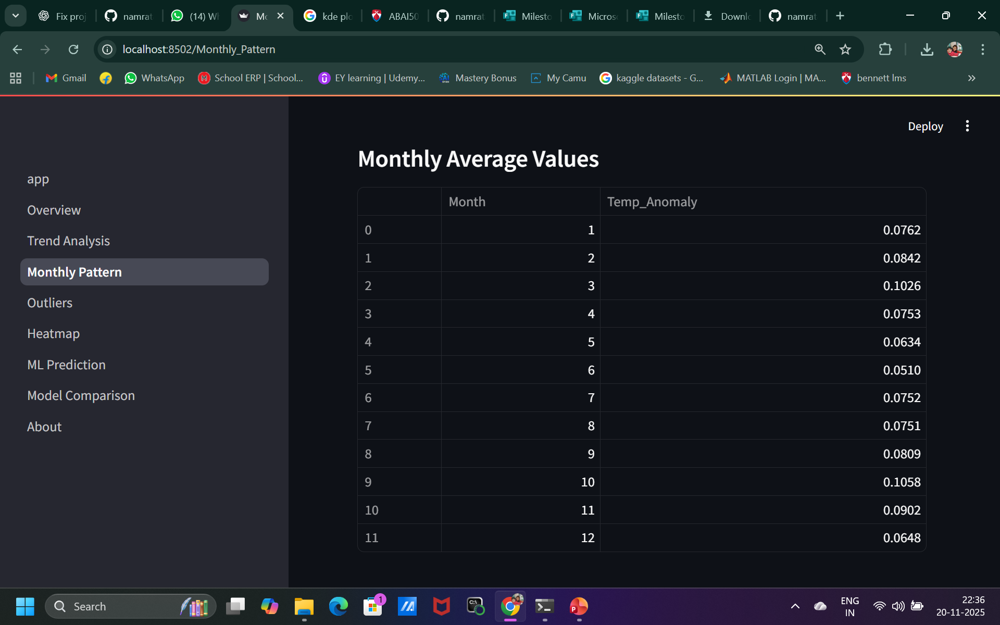 Fix proj
namrat
(14) W
Mo
kde plo
ABAI50
namrat
Milesto
Micros
Milesto
Downl
namrat
localhost:8502/Monthly_Pattern
Gmail
WhatsApp
School ERP | School...
EY learning | Udemy...
Mastery Bonus
My Camu
kaggle datasets - G...
MATLAB Login | MA...
bennett lms
Deploy
app
Overview
Trend Analysis
Monthly Pattern
Outliers
Heatmap
ML Prediction
Model Comparison
About
Monthly Average Values
Month Temp_Anomaly
0 1 0.0762
1 2 0.0842
2 3 0.1026
3 4 0.0753
4 5 0.0634
5 6 0.0510
6 7 0.0752
7 8 0.0751
8 9 0.0809
9 10 0.1058
10 11 0.0902
11 12 0.0648
Search
1
ENG
IN
22:36
20-11-2025